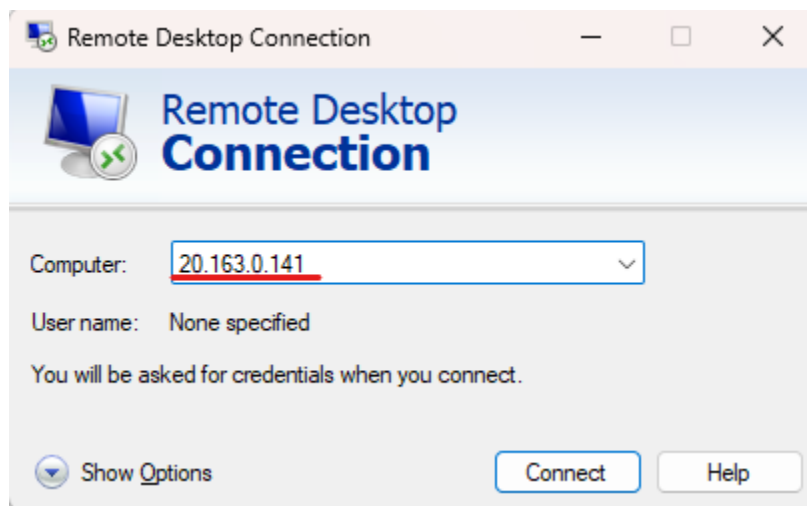 Remote Desktop Connection
Remote Desktop
Connection
Computer: 20.163.0.141
User name: None specified
You will be asked for credentials when you connect.
Show Options Connect Help